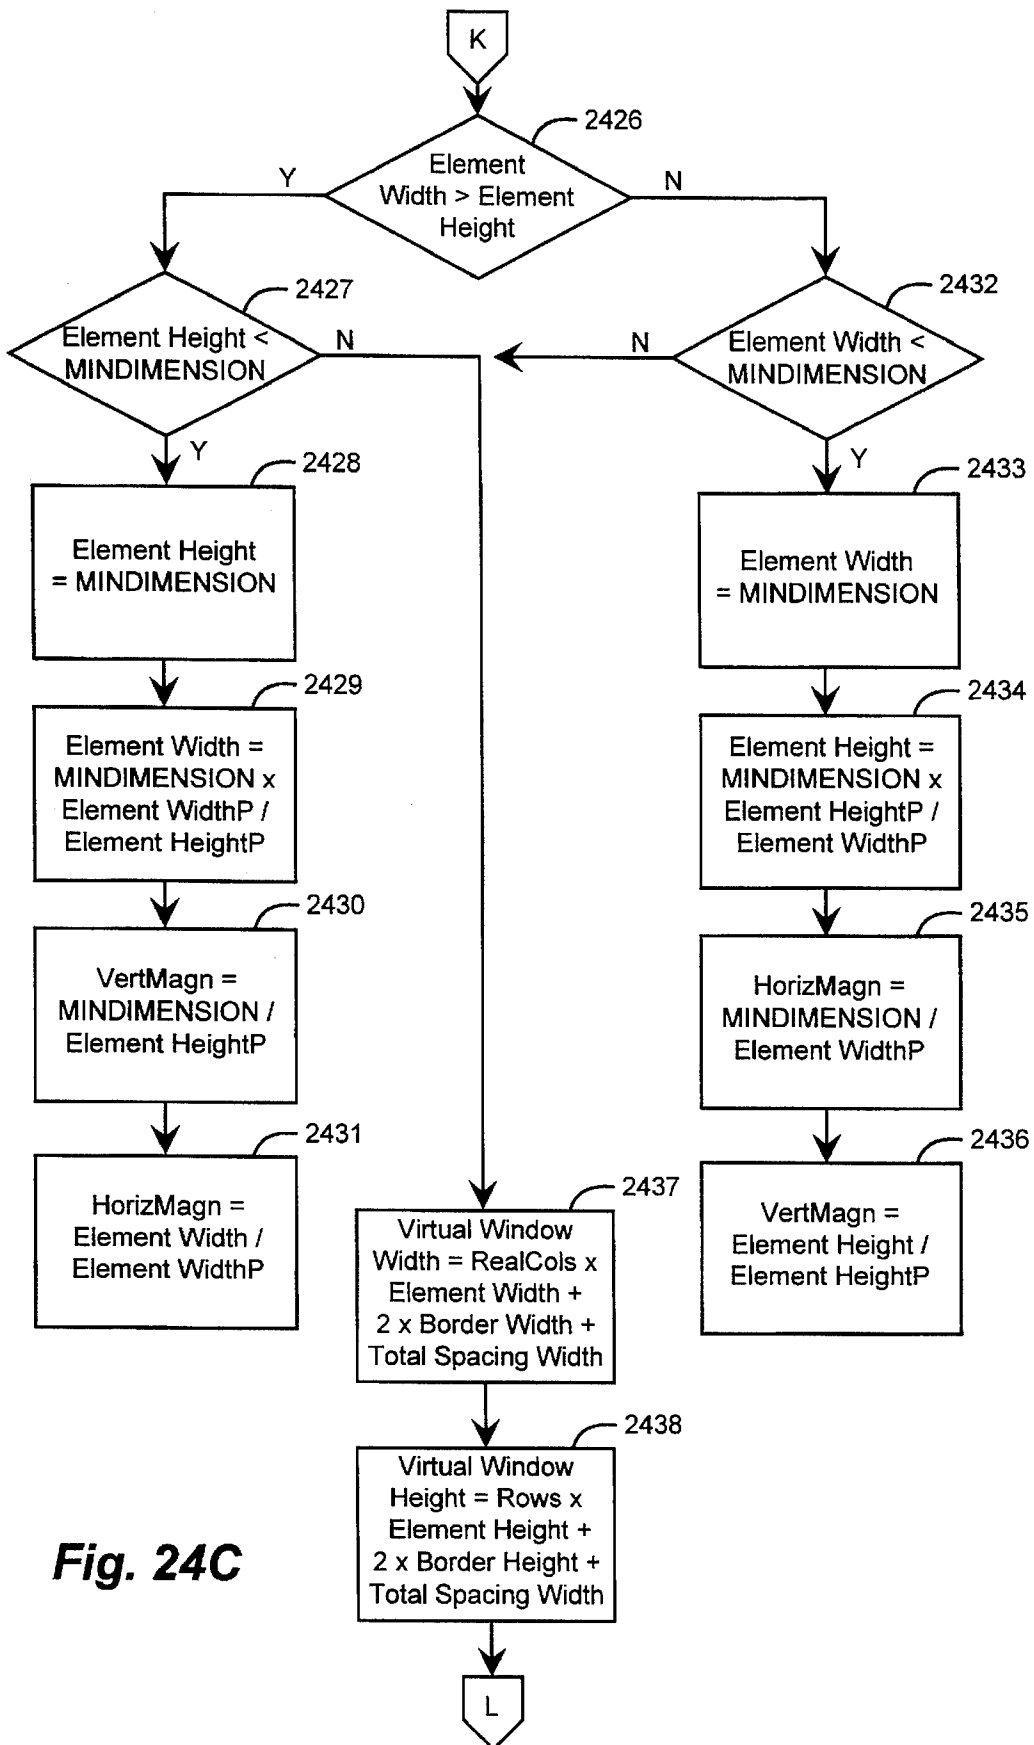 K
2426
Element
Width > Element
Height
Y
N
2427
Element Height <
MINDIMENSION
N
Y
2432
Element Width <
MINDIMENSION
N
Y
2428
Element Height
= MINDIMENSION
2433
Element Width
= MINDIMENSION
2429
Element Width =
MINDIMENSION x
Element WidthP /
Element HeightP
2434
Element Height =
MINDIMENSION x
Element HeightP /
Element WidthP
2430
VertMagn =
MINDIMENSION /
Element HeightP
2435
HorizMagn =
MINDIMENSION /
Element WidthP
2431
HorizMagn =
Element Width /
Element WidthP
2436
VertMagn =
Element Height /
Element HeightP
2437
Virtual Window
Width = RealCols x
Element Width +
2 x Border Width +
Total Spacing Width
2438
Virtual Window
Height = Rows x
Element Height +
2 x Border Height +
Total Spacing Width
L
Fig. 24C